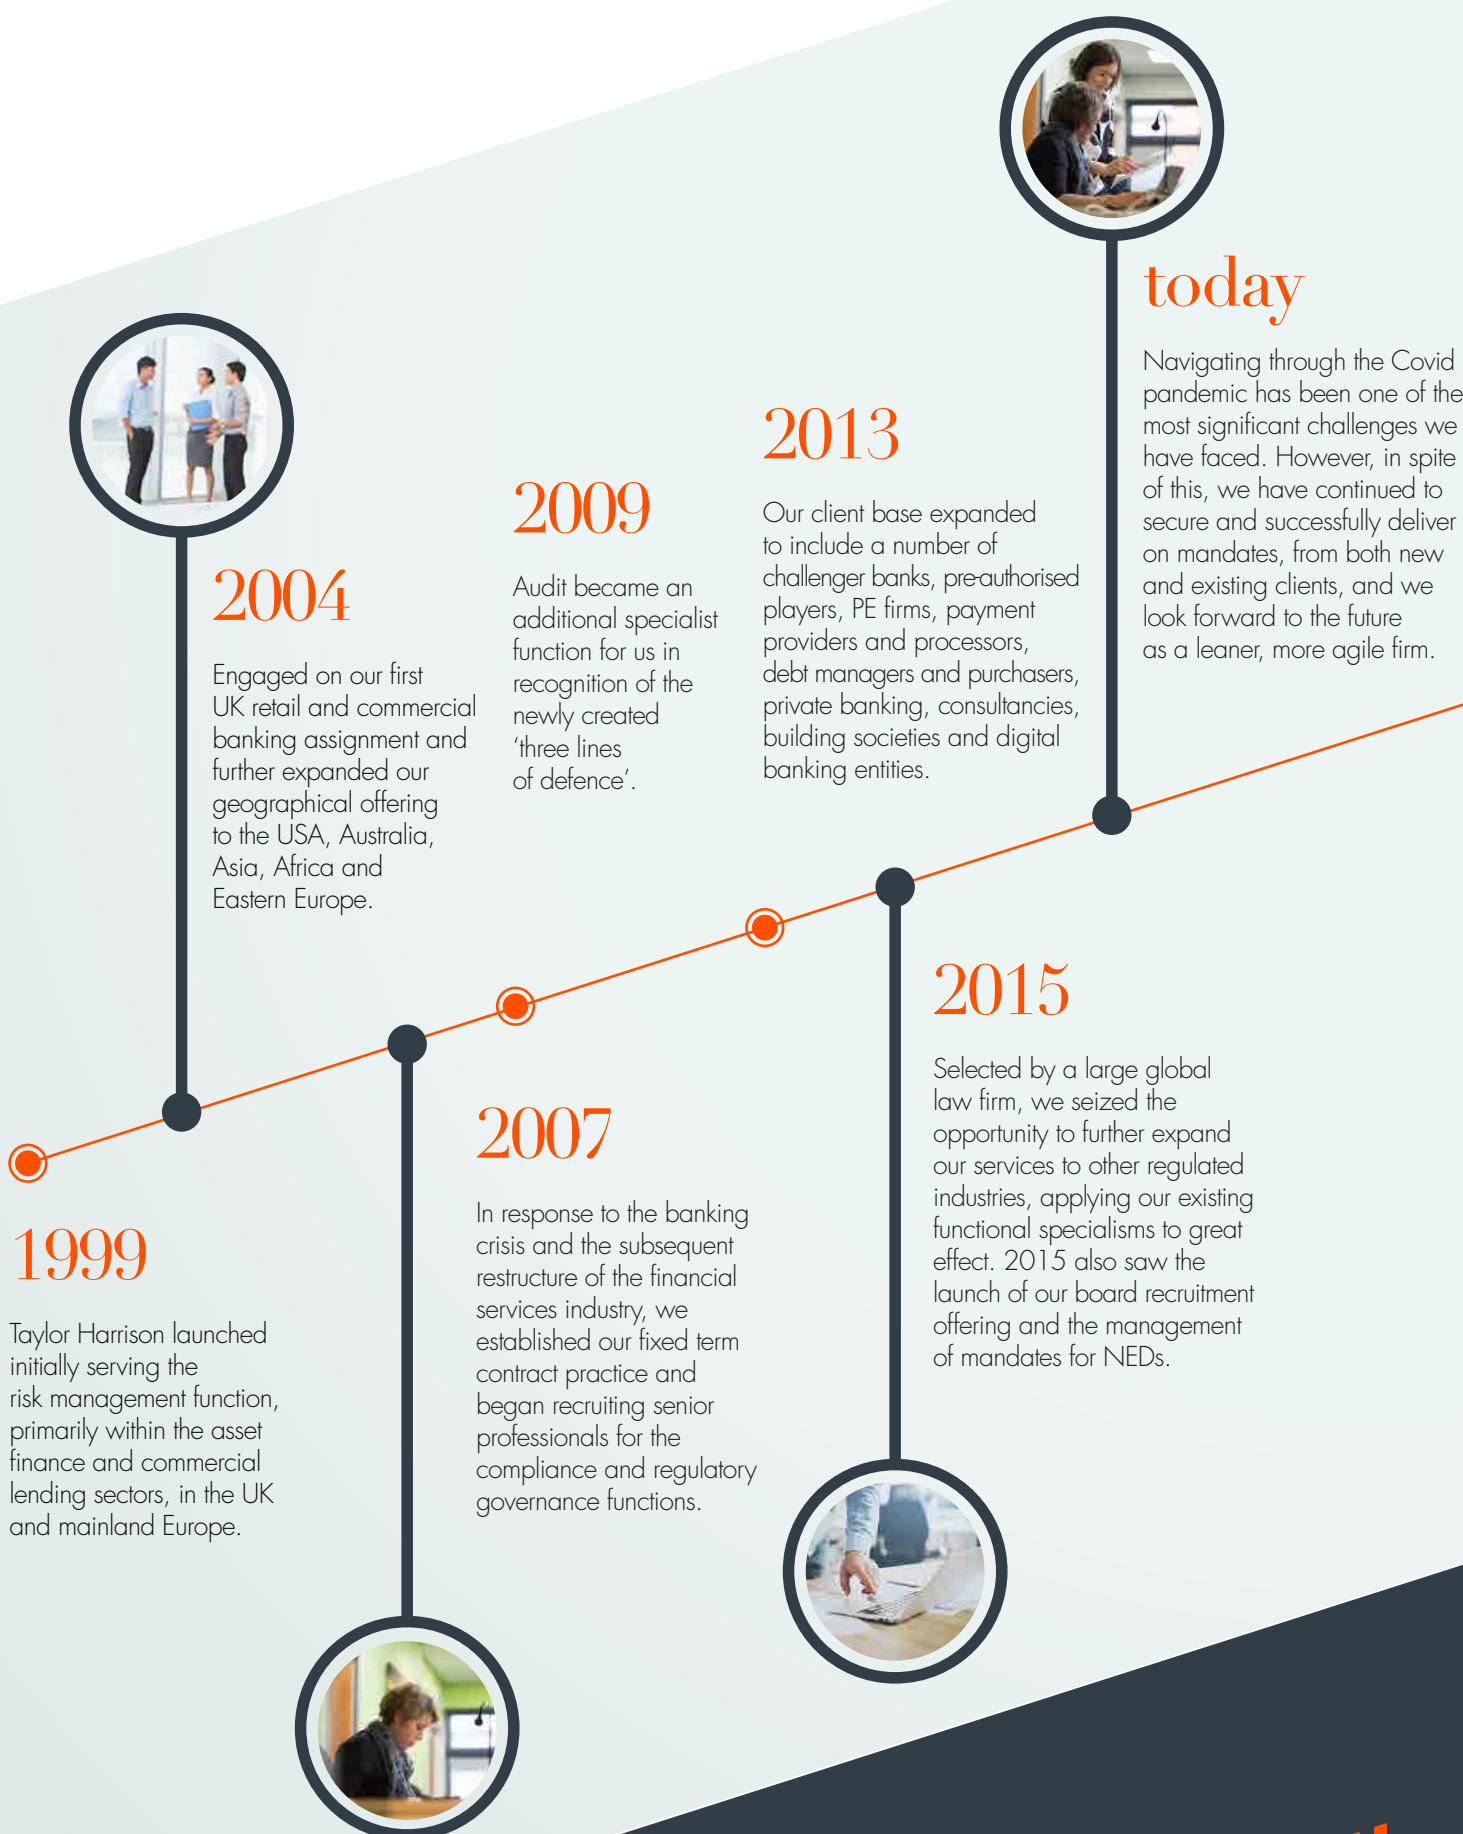 1999
Taylor Harrison launched
initially serving the
risk management function,
primarily within the asset
finance and commercial
lending sectors, in the UK
and mainland Europe.
2004
Engaged on our first
UK retail and commercial
banking assignment and
further expanded our
geographical offering
to the USA, Australia,
Asia, Africa and
Eastern Europe.
2007
In response to the banking
crisis and the subsequent
restructure of the financial
services industry, we
established our fixed term
contract practice and
began recruiting senior
professionals for the
compliance and regulatory
governance functions.
2009
Audit became an
additional specialist
function for us in
recognition of the
newly created
‘three lines
of defence’.
2013
Our client base expanded
to include a number of
challenger banks, pre-authorised
players, PE firms, payment
providers and processors,
debt managers and purchasers,
private banking, consultancies,
building societies and digital
banking entities.
2015
Selected by a large global
law firm, we seized the
opportunity to further expand
our services to other regulated
industries, applying our existing
functional specialisms to great
effect. 2015 also saw the
launch of our board recruitment
offering and the management
of mandates for NEDs.
today
Navigating through the Covid
pandemic has been one of the
most significant challenges we
have faced. However, in spite
of this, we have continued to
secure and successfully deliver
on mandates, from both new
and existing clients, and we
look forward to the future
as a leaner, more agile firm.